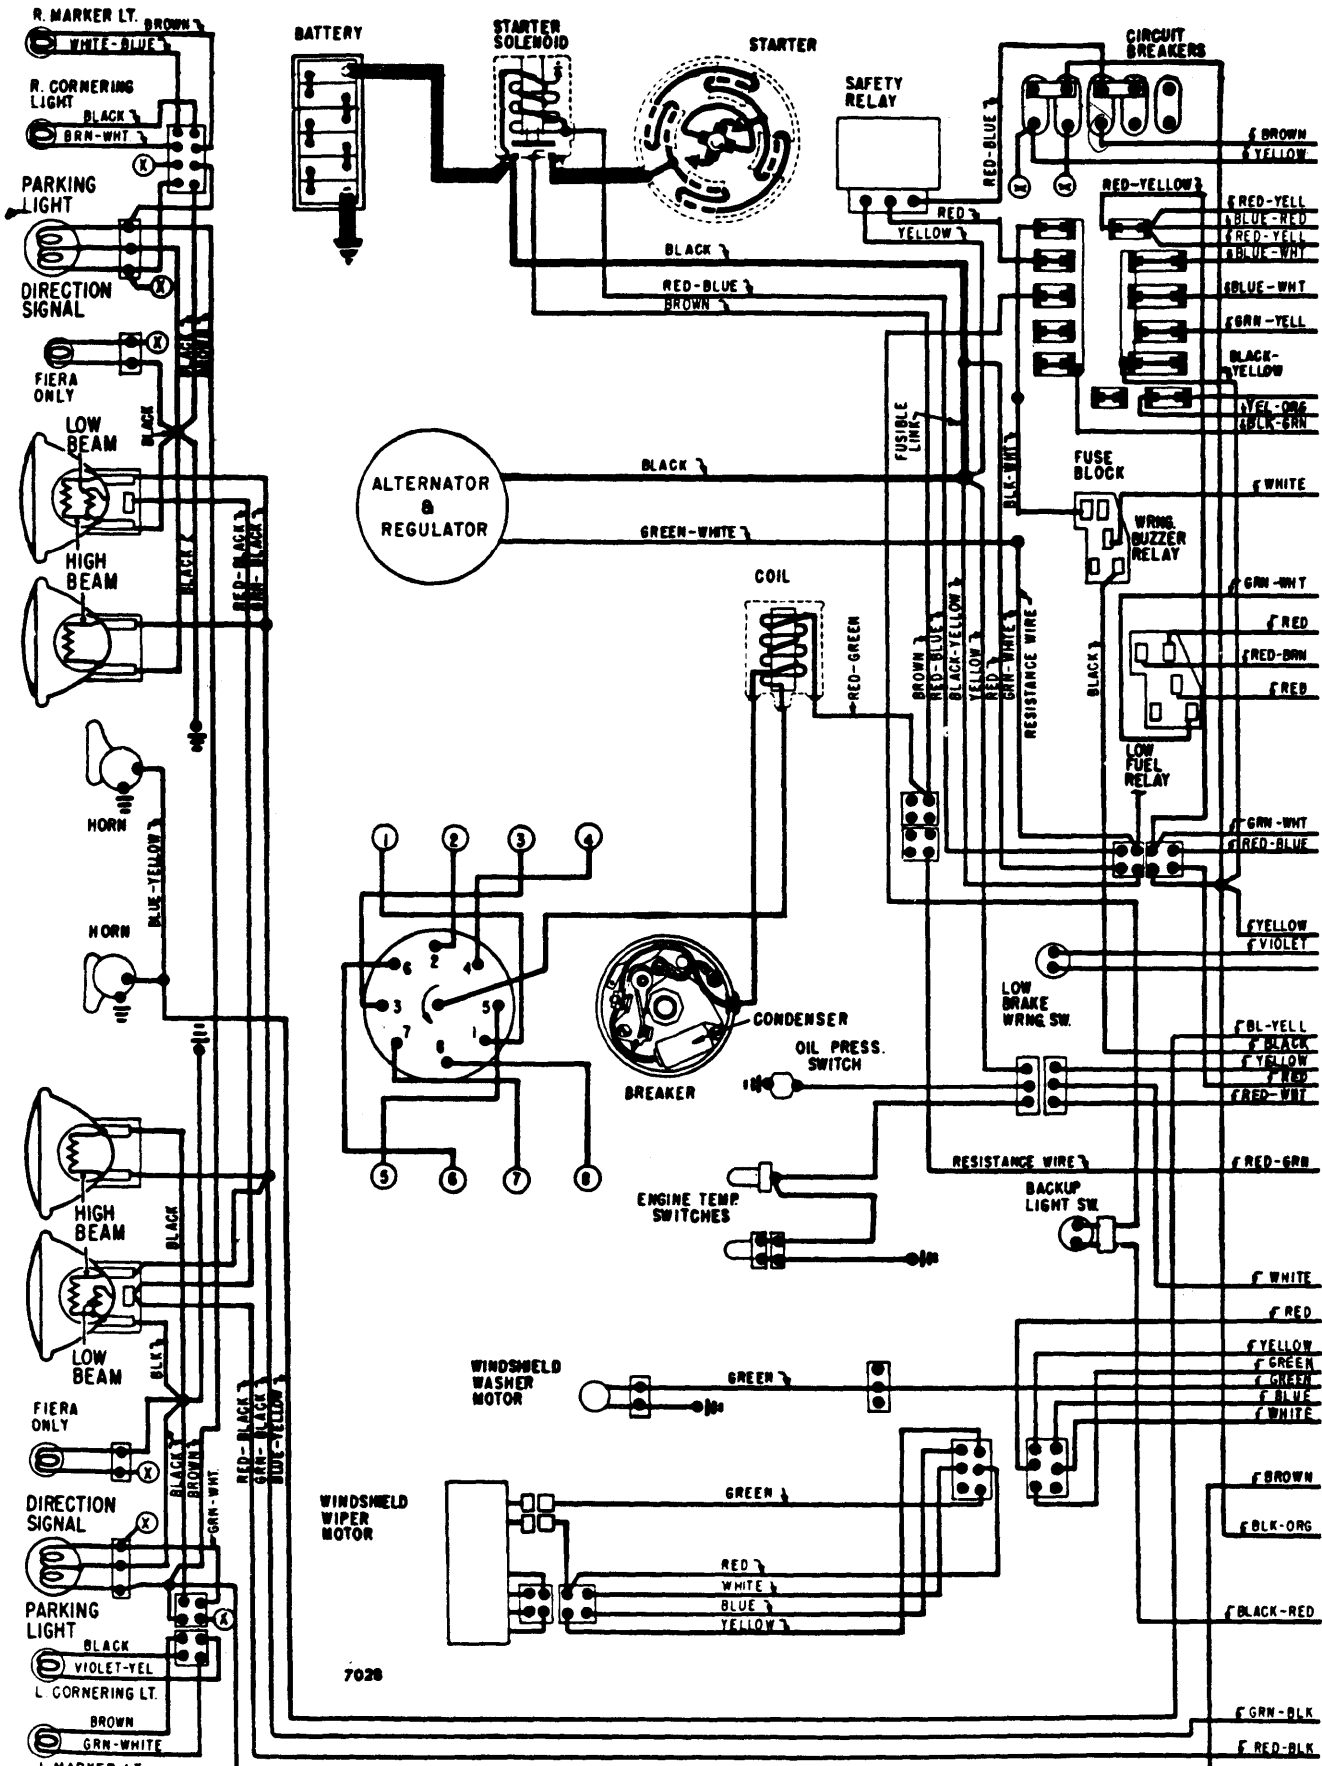 R. MARKER LT.
BROWN
WHITE-BLUE
R. CORNERING
LIGHT
BLACK
BRN-WHT
X
PARKING
LIGHT
DIRECTION
SIGNAL
X
X
FIERA
ONLY
BLACK
BLACK
BROWN
LOW
BEAM
HIGH
BEAM
BLACK
RED-BLACK
GRN-BLACK
HORN
BLUE-YELLOW
HORN
HIGH
BEAM
BLACK
LOW
BEAM
BLK
FIERA
ONLY
X
DIRECTION
SIGNAL
X
BLACK
BROWN
GRN-WHT
RED-BLACK
GRN-BLACK
BLUE-YELLOW
PARKING
LIGHT
X
BLACK
VIOLET-YEL
L. CORNERING LT.
BROWN
GRN-WHITE
L. MARKER LT.
BATTERY
STARTER
SOLENOID
STARTER
SAFETY
RELAY
RED
YELLOW
BLACK
RED-BLUE
BROWN
RED-BLUE
CIRCUIT
BREAKERS
X
X
BROWN
YELLOW
RED-YELLOW
RED-YELL
BLUE-RED
RED-YELL
BLUE-WHT
BLUE-WHT
GRN-YELL
BLACK-
YELLOW
YEL-ORG
BLK-GRN
FUSE
BLOCK
FUSIBLE
LINK
BLK-WHT
ALTERNATOR
&
REGULATOR
BLACK
GREEN-WHITE
WHITE
WRNG.
BUZZER
RELAY
GRN-WHT
RED
RED-BRN
RED
LOW
FUEL
RELAY
COIL
RED-GREEN
BROWN
RED-BLUE
BLACK-YELLOW
YELLOW
RED
GRN-WHITE
RESISTANCE WIRE
BLACK
GRN-WHT
RED-BLUE
YELLOW
VIOLET
LOW
BRAKE
WRNG. SW.
1
2
3
4
6
2
4
3
5
7
1
8
5
6
7
8
CONDENSER
BREAKER
OIL PRESS.
SWITCH
BL-YELL
BLACK
YELLOW
RED
RED-WHT
RESISTANCE WIRE
RED-GRN
ENGINE TEMP.
SWITCHES
BACKUP
LIGHT SW.
WHITE
RED
YELLOW
GREEN
GREEN
BLUE
WHITE
WINDSHIELD
WASHER
MOTOR
GREEN
BROWN
BLK-ORG
WINDSHIELD
WIPER
MOTOR
GREEN
RED
WHITE
BLUE
YELLOW
BLACK-RED
7028
GRN-BLK
RED-BLK